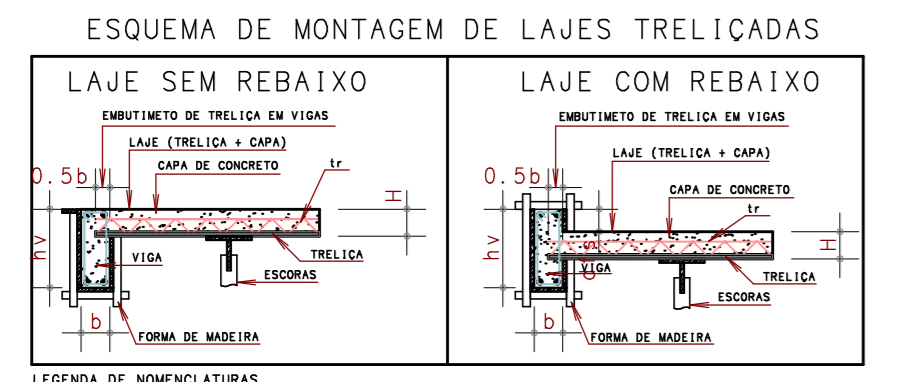 ESQUEMA DE MONTAGEM DE LAJES TRELIÇADAS
LAJE SEM REBAIXO
EMBUTIMETO DE TRELIÇA EM VIGAS
LAJE (TRELIÇA + CAPA)
CAPA DE CONCRETO
tr
0.5b
H
hv
VIGA
TRELIÇA
ESCORAS
b
FORMA DE MADEIRA
LAJE COM REBAIXO
EMBUTIMETO DE TRELIÇA EM VIGAS
LAJE (TRELIÇA + CAPA)
0.5b
CAPA DE CONCRETO
tr
H
hv
VIGA
TRELIÇA
ESCORAS
b
FORMA DE MADEIRA
LEGENDA DE NOMENCLATURAS